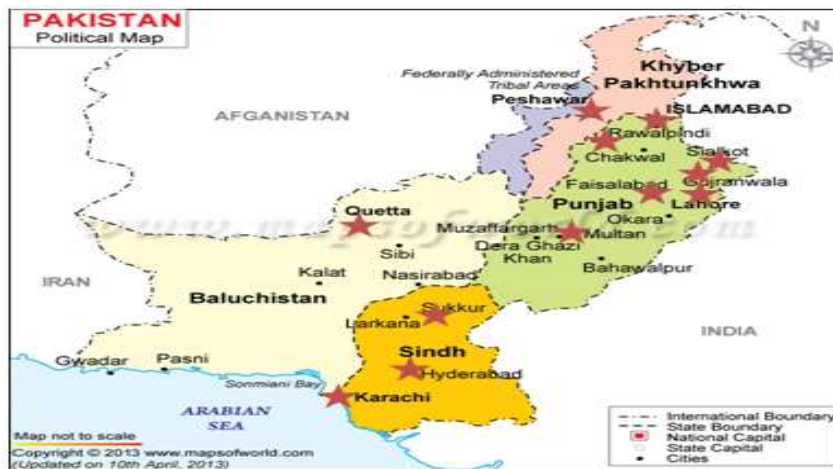 PAKISTAN
Political Map
N
Khyber
Pakhtunkhwa
Federally Administered
Tribal Areas
Peshawar
ISLAMABAD
AFGANISTAN
Rawalpindi
Chakwal
Sialkot
Gujranwala
Faisalabad
Punjab
Lahore
Okara
Quetta
Muzaffargarh
Multan
Dera Ghazi
Khan
Bahawalpur
Sibi
Kalat
Nasirabad
IRAN
Baluchistan
Sukkur
Larkana
INDIA
Sindh
Gwadar
Pasni
Hyderabad
Sonmiani Bay
Karachi
ARABIAN
SEA
Map not to scale
Copyright © 2013 www.mapsofworld.com
(Updated on 10th April, 2013)
International Boundary
State Boundary
National Capital
State Capital
Cities